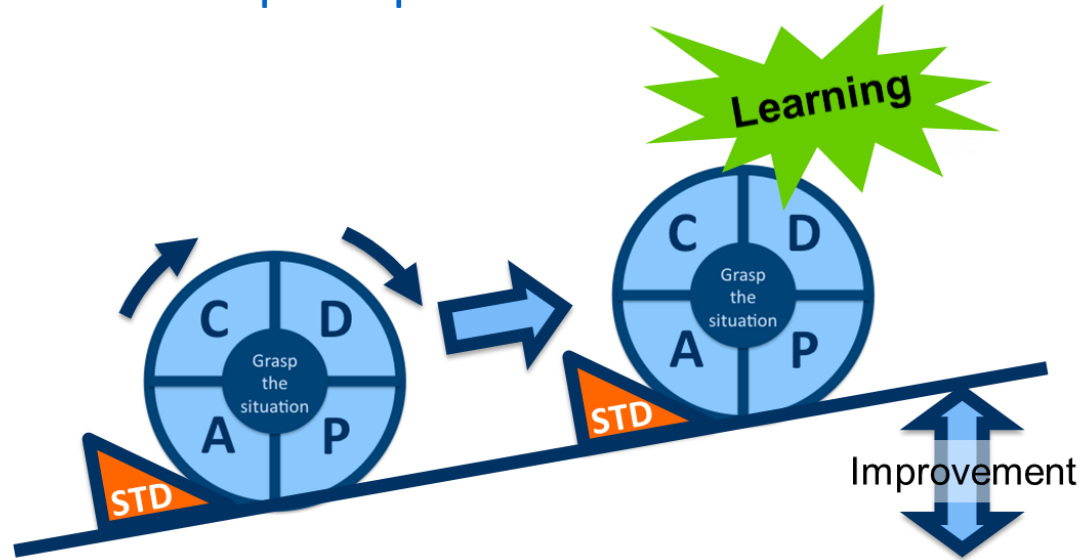 Learning
C
D
Grasp
the
situation
A
P
STD
C
D
Grasp
the
situation
A
P
STD
Improvement